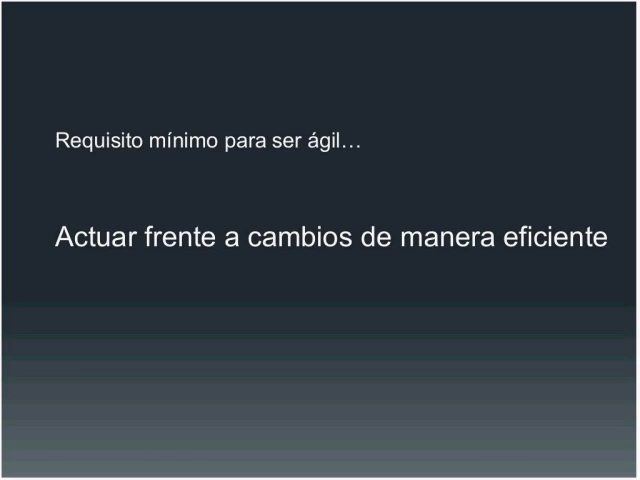 Requisito mínimo para ser ágil…
Actuar frente a cambios de manera eficiente